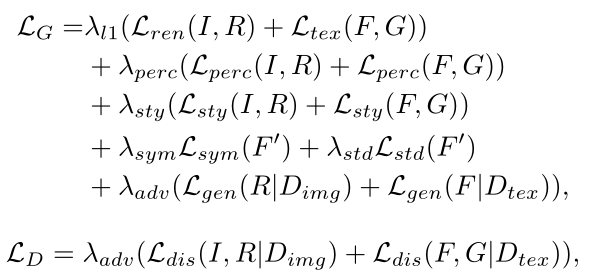 ℒ_G =λ_{l1}(ℒ_{ren}(I, R) + ℒ_{tex}(F, G))
+ λ_{perc}(ℒ_{perc}(I, R) + ℒ_{perc}(F, G))
+ λ_{sty}(ℒ_{sty}(I, R) + ℒ_{sty}(F, G))
+ λ_{sym}ℒ_{sym}(F′) + λ_{std}ℒ_{std}(F′)
+ λ_{adv}(ℒ_{gen}(R|D_{img}) + ℒ_{gen}(F|D_{tex})),
ℒ_D = λ_{adv}(ℒ_{dis}(I, R|D_{img}) + ℒ_{dis}(F, G|D_{tex})),